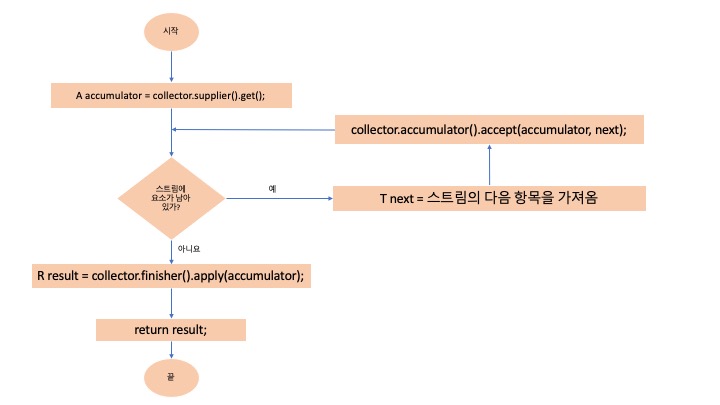 시작
A accumulator = collector.supplier().get();
collector.accumulator().accept(accumulator, next);
스트림에
요소가 남아
있가?
예
T next = 스트림의 다음 항목을 가져옴
아니요
R result = collector.finisher().apply(accumulator);
return result;
끝